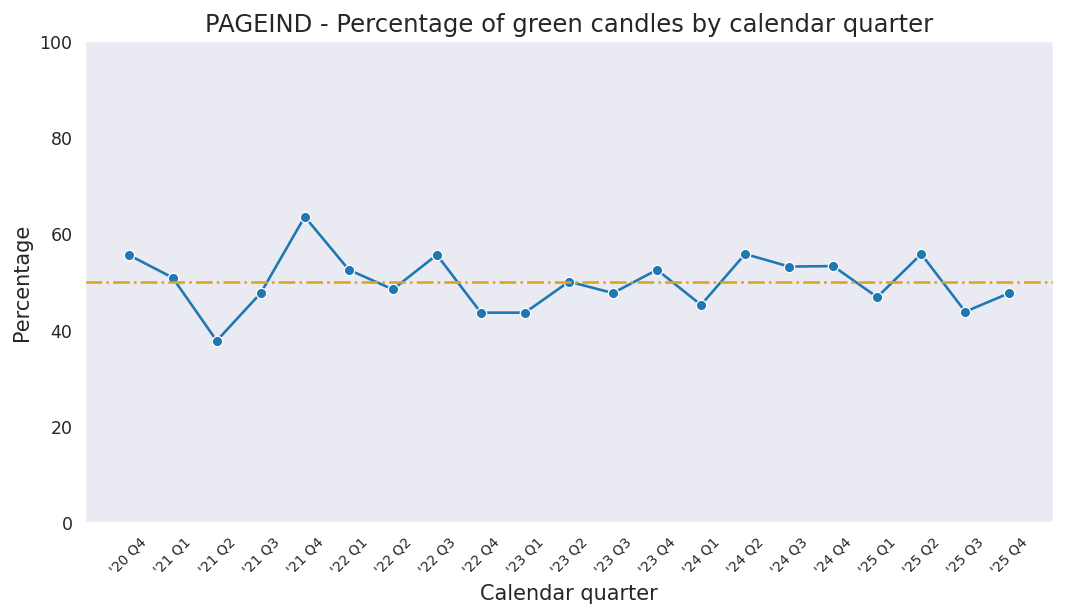 PAGEIND - Percentage of green candles by calendar quarter
100
80
60
40
20
0
Percentage
'20 Q4
'21 Q1
'21 Q2
'21 Q3
'21 Q4
'22 Q1
'22 Q2
'22 Q3
'22 Q4
'23 Q1
'23 Q2
'23 Q3
'23 Q4
'24 Q1
'24 Q2
'24 Q3
'24 Q4
'25 Q1
'25 Q2
'25 Q3
'25 Q4
Calendar quarter